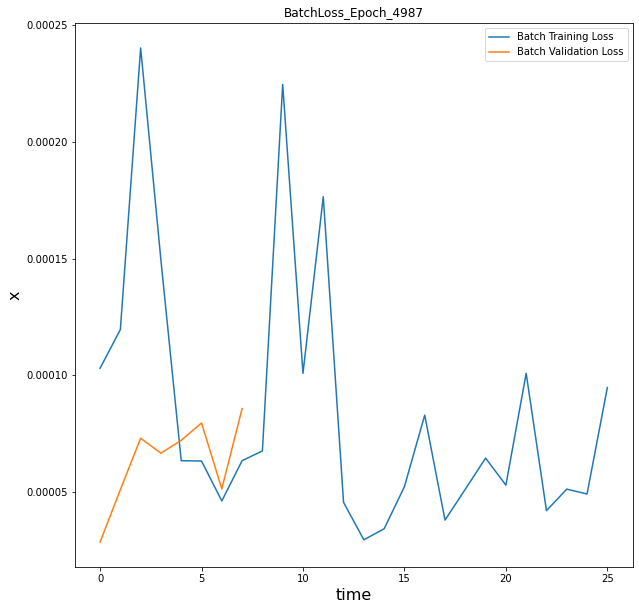 BatchLoss_Epoch_4987
Batch Training Loss
Batch Validation Loss
0.00025
0.00020
0.00015
x
0.00010
0.00005
0 5 10 15 20 25
time